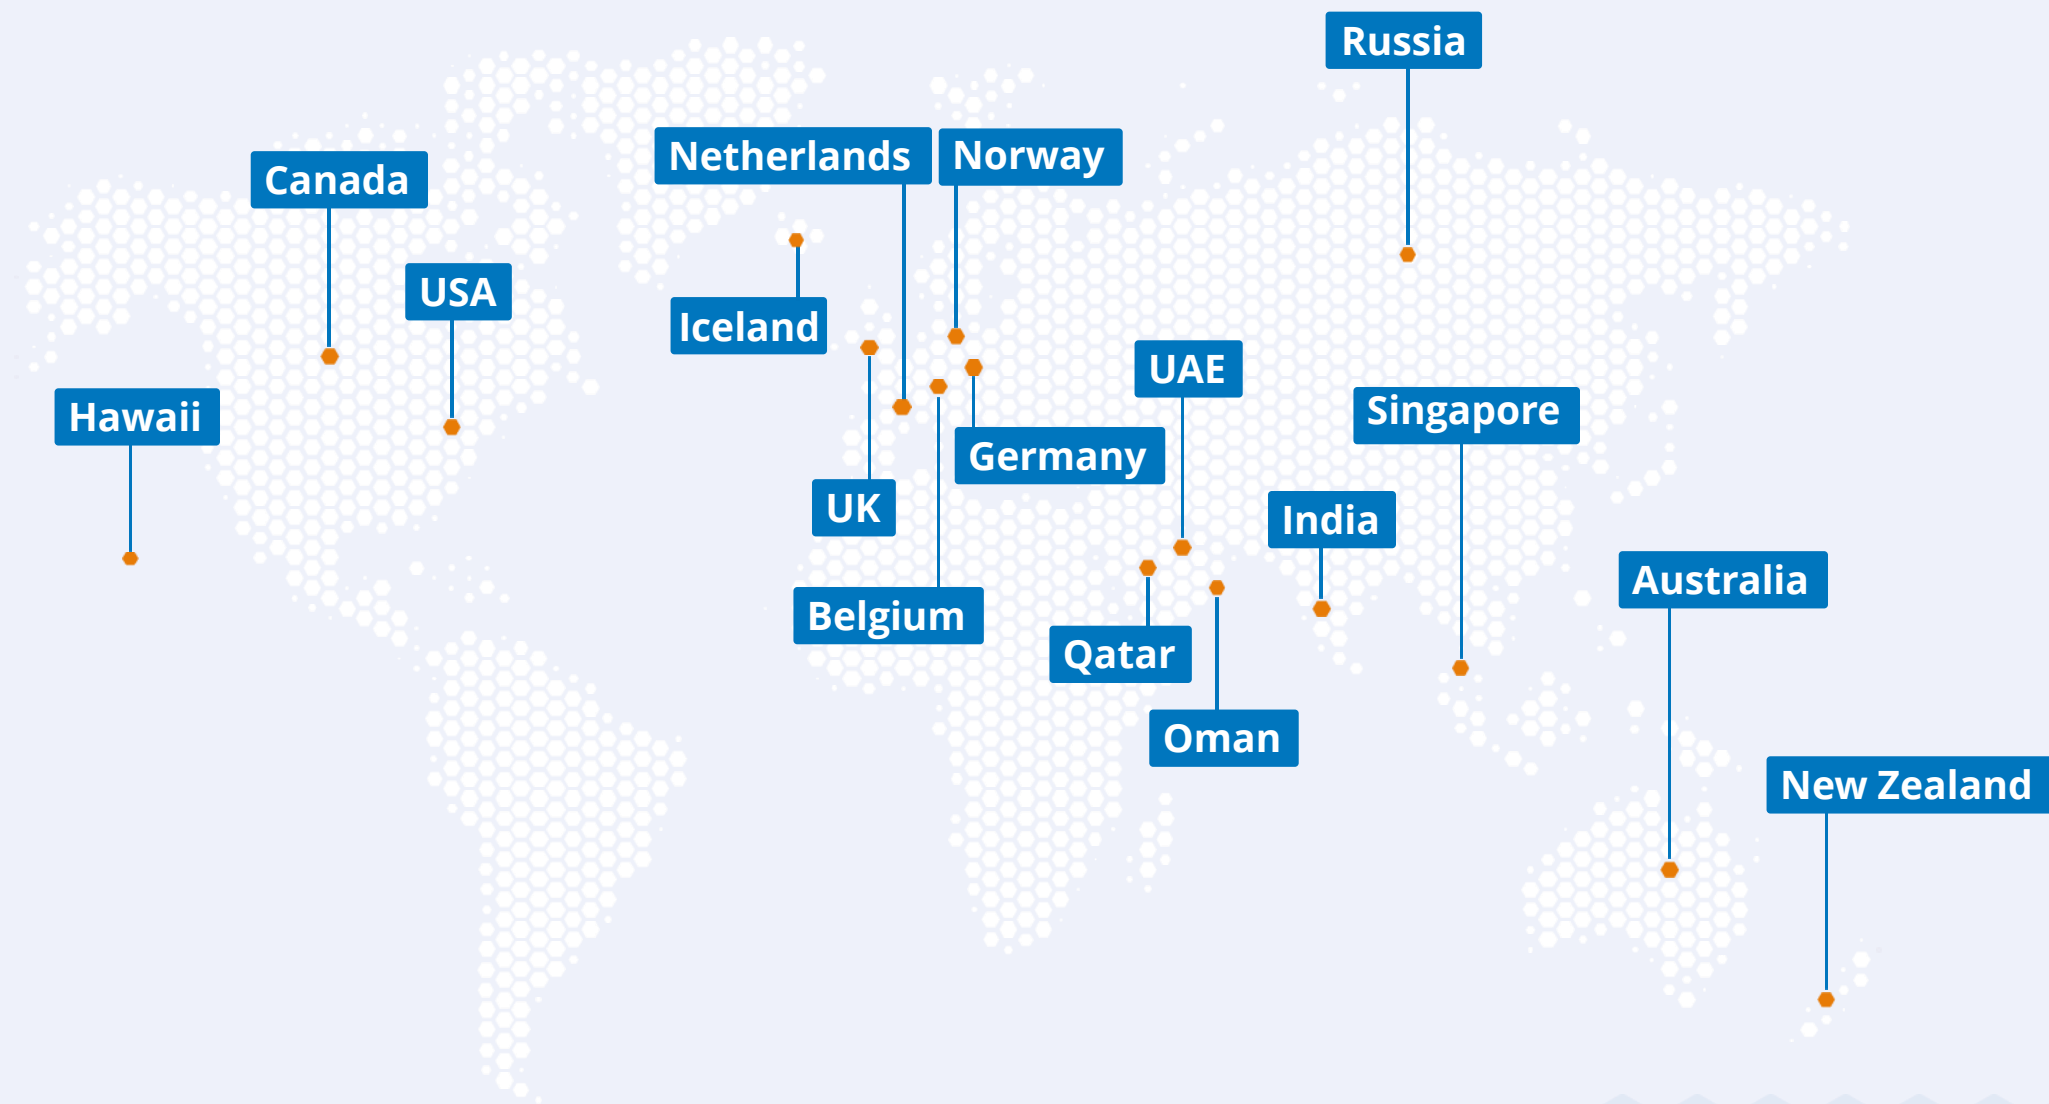 Russia
Netherlands
Norway
Canada
USA
Iceland
UAE
Hawaii
Singapore
Germany
UK
India
Australia
Belgium
Qatar
Oman
New Zealand